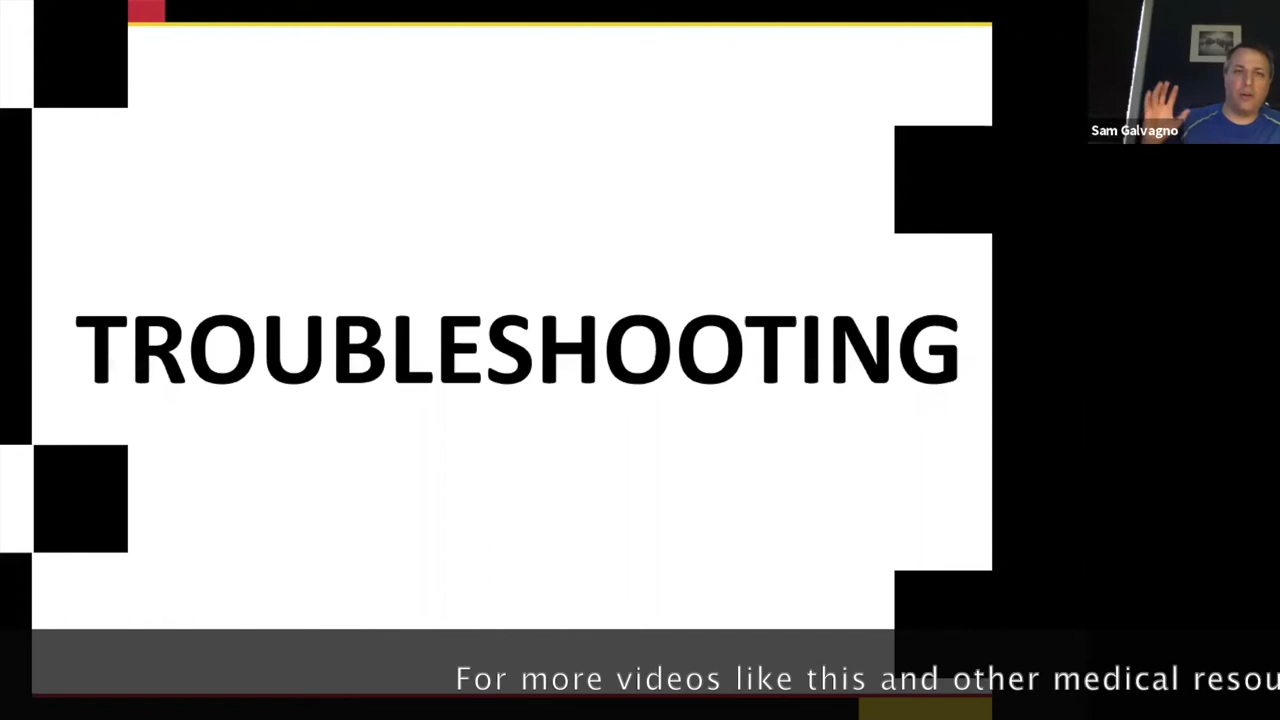 Sam Galvagno
TROUBLESHOOTING
For more videos like this and other medical